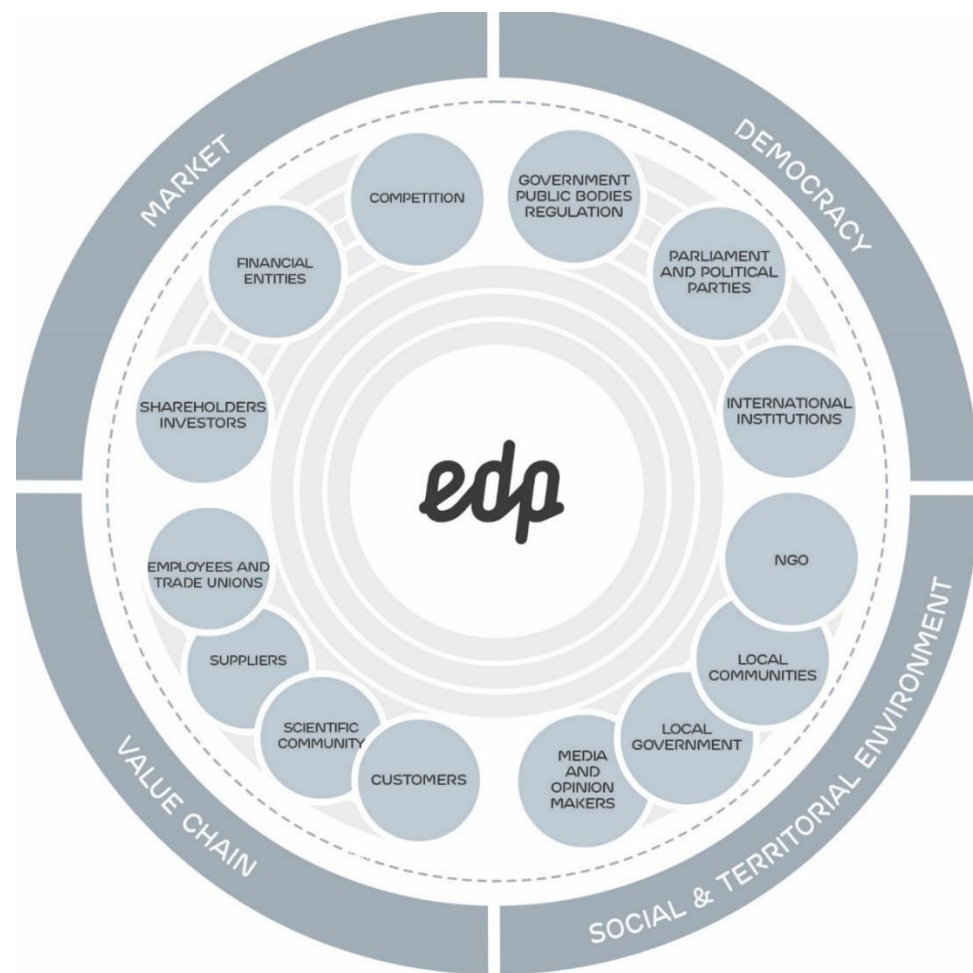 MARKET
DEMOCRACY
COMPETITION
GOVERNMENT
PUBLIC BODIES
REGULATION
FINANCIAL
ENTITIES
PARLIAMENT
AND POLITICAL
PARTIES
SHAREHOLDERS
INVESTORS
INTERNATIONAL
INSTITUTIONS
edp
EMPLOYEES AND
TRADE UNIONS
NGO
SUPPLIERS
LOCAL
COMMUNITIES
SCIENTIFIC
COMMUNITY
LOCAL
GOVERNMENT
CUSTOMERS
MEDIA
AND
OPINION
MAKERS
VALUE CHAIN
SOCIAL & TERRITORIAL ENVIRONMENT